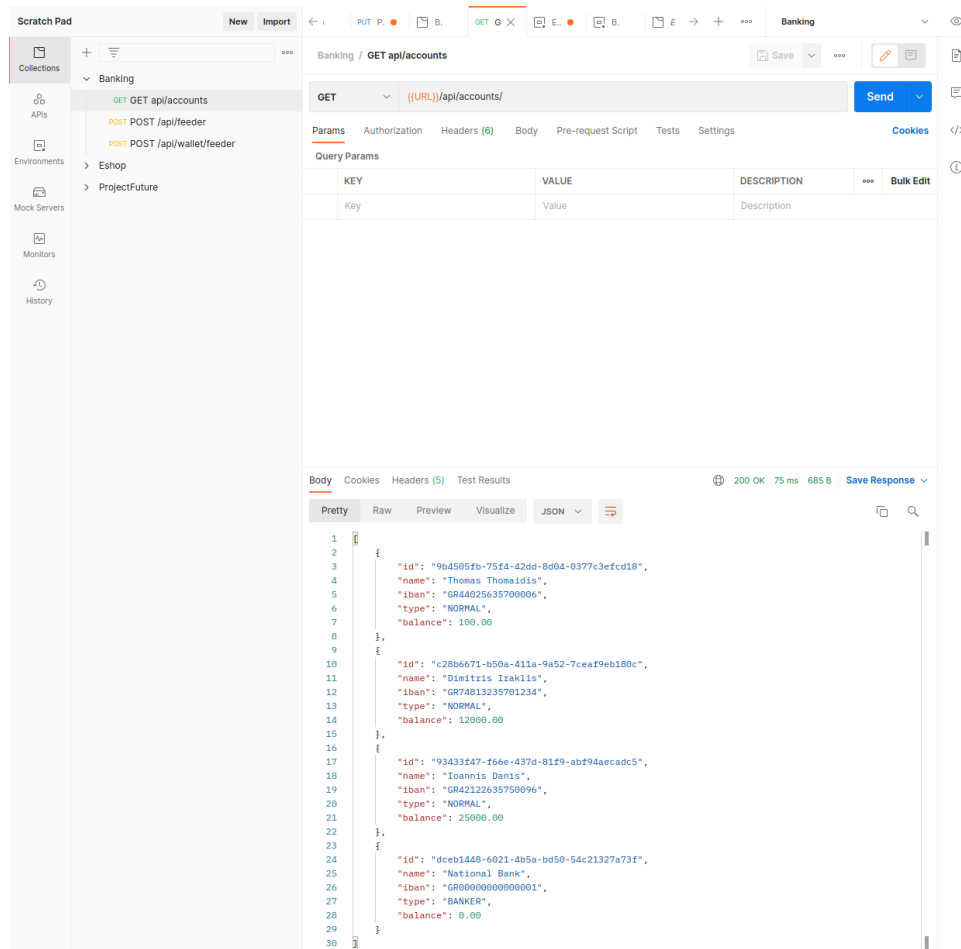 Scratch Pad New Import
PUT P.
B.
GET G
E..
B.
E
Banking
Collections
APIs
Environments
Mock Servers
Monitors
History
Banking
GET GET api/accounts
POST POST /api/feeder
POST POST /api/wallet/feeder
Eshop
ProjectFuture
Banking / GET api/accounts
Save
GET {{URL}}/api/accounts/ Send
Params Authorization Headers (6) Body Pre-request Script Tests Settings Cookies
Query Params
KEY VALUE DESCRIPTION Bulk Edit
Key Value Description
Body Cookies Headers (5) Test Results 200 OK 75 ms 685 B Save Response
Pretty Raw Preview Visualize JSON
1 [
2 {
3 "id": "9b4505fb-75f4-42dd-8d04-0377c3efcd18",
4 "name": "Thomas Thomaidis",
5 "iban": "GR44025635700006",
6 "type": "NORMAL",
7 "balance": 100.00
8 },
9 {
10 "id": "c28b6671-b50a-411a-9a52-7ceaf9eb180c",
11 "name": "Dimitris Iraklis",
12 "iban": "GR74813235701234",
13 "type": "NORMAL",
14 "balance": 12000.00
15 },
16 {
17 "id": "93433f47-f66e-437d-81f9-abf94aecadc5",
18 "name": "Ioannis Danis",
19 "iban": "GR42122635750096",
20 "type": "NORMAL",
21 "balance": 25000.00
22 },
23 {
24 "id": "dceb1448-6021-4b5a-bd50-54c21327a73f",
25 "name": "National Bank",
26 "iban": "GR00000000000001",
27 "type": "BANKER",
28 "balance": 0.00
29 }
30 ]